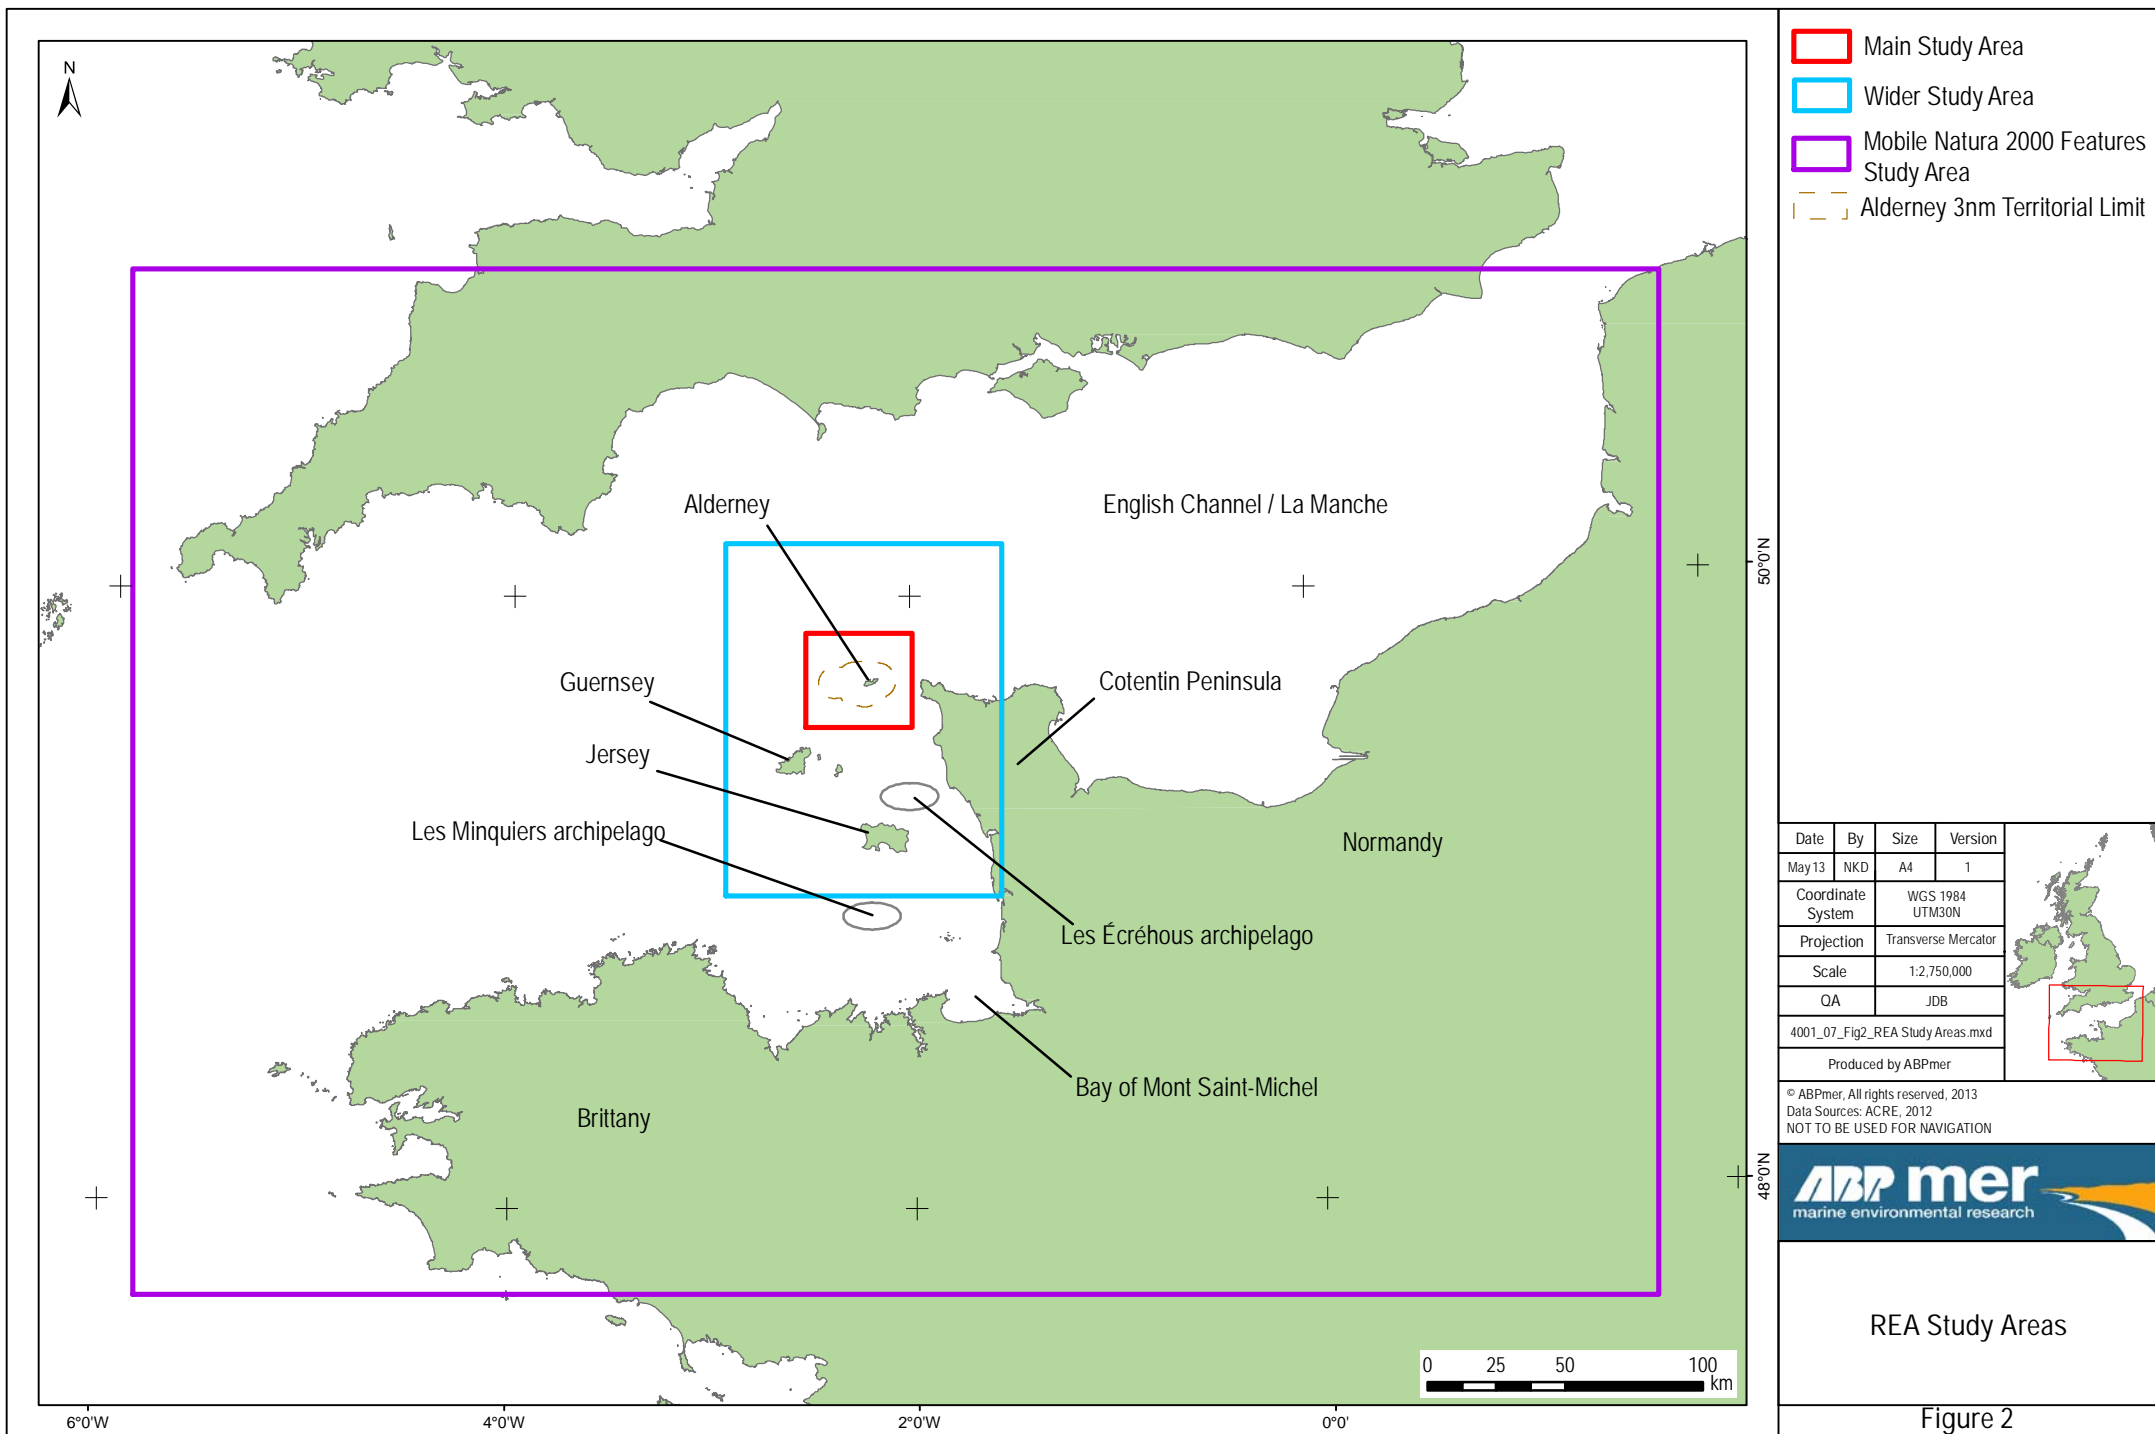 N
Alderney
English Channel / La Manche
Guernsey
Cotentin Peninsula
Jersey
Les Minquiers archipelago
Normandy
Les Écréhous archipelago
Bay of Mont Saint-Michel
Brittany
50°0'N
48°0'N
0 25 50 100
km
6°0'W 4°0'W 2°0'W 0°0'
Main Study Area
Wider Study Area
Mobile Natura 2000 Features
Study Area
Alderney 3nm Territorial Limit
Date By Size Version
May 13 NKD A4 1
Coordinate
System
WGS 1984
UTM30N
Projection Transverse Mercator
Scale 1:2,750,000
QA JDB
4001_07_Fig2_REA Study Areas.mxd
Produced by ABPmer
© ABPmer, All rights reserved, 2013
Data Sources: ACRE, 2012
NOT TO BE USED FOR NAVIGATION
ABP mer
marine environmental research
REA Study Areas
Figure 2